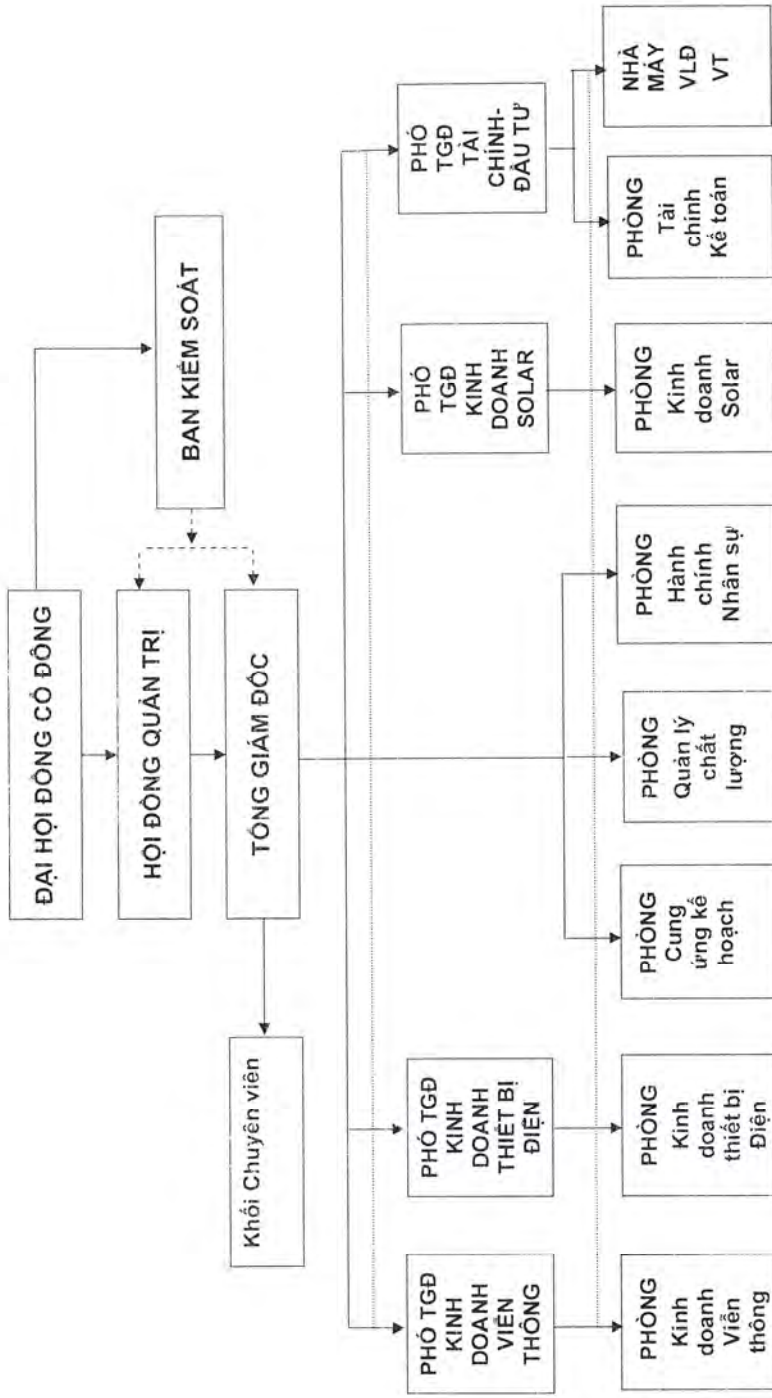 ĐẠI HỘI ĐỒNG CỔ ĐÔNG
BAN KIỂM SOÁT
HỘI ĐỒNG QUẢN TRỊ
TỔNG GIÁM ĐỐC
Khối Chuyên viên
PHÓ TGĐ
KINH
DOANH
VIỄN
THÔNG
PHÓ TGĐ
KINH
DOANH
THIẾT BỊ
ĐIỆN
PHÓ
TGĐ
KINH
DOANH
SOLAR
PHÓ
TGĐ
TÀI
CHÍNH-
ĐẦU TƯ
PHÒNG
Kinh
doanh
Viễn
thông
PHÒNG
Kinh
doanh
thiết bị
Điện
PHÒNG
Cung
ứng kế
hoạch
PHÒNG
Quản lý
chất
lượng
PHÒNG
Hành
chính
Nhân sự
PHÒNG
Kinh
doanh
Solar
PHÒNG
Tài
chính
Kế toán
NHÀ
MÁY
VLĐ
VT